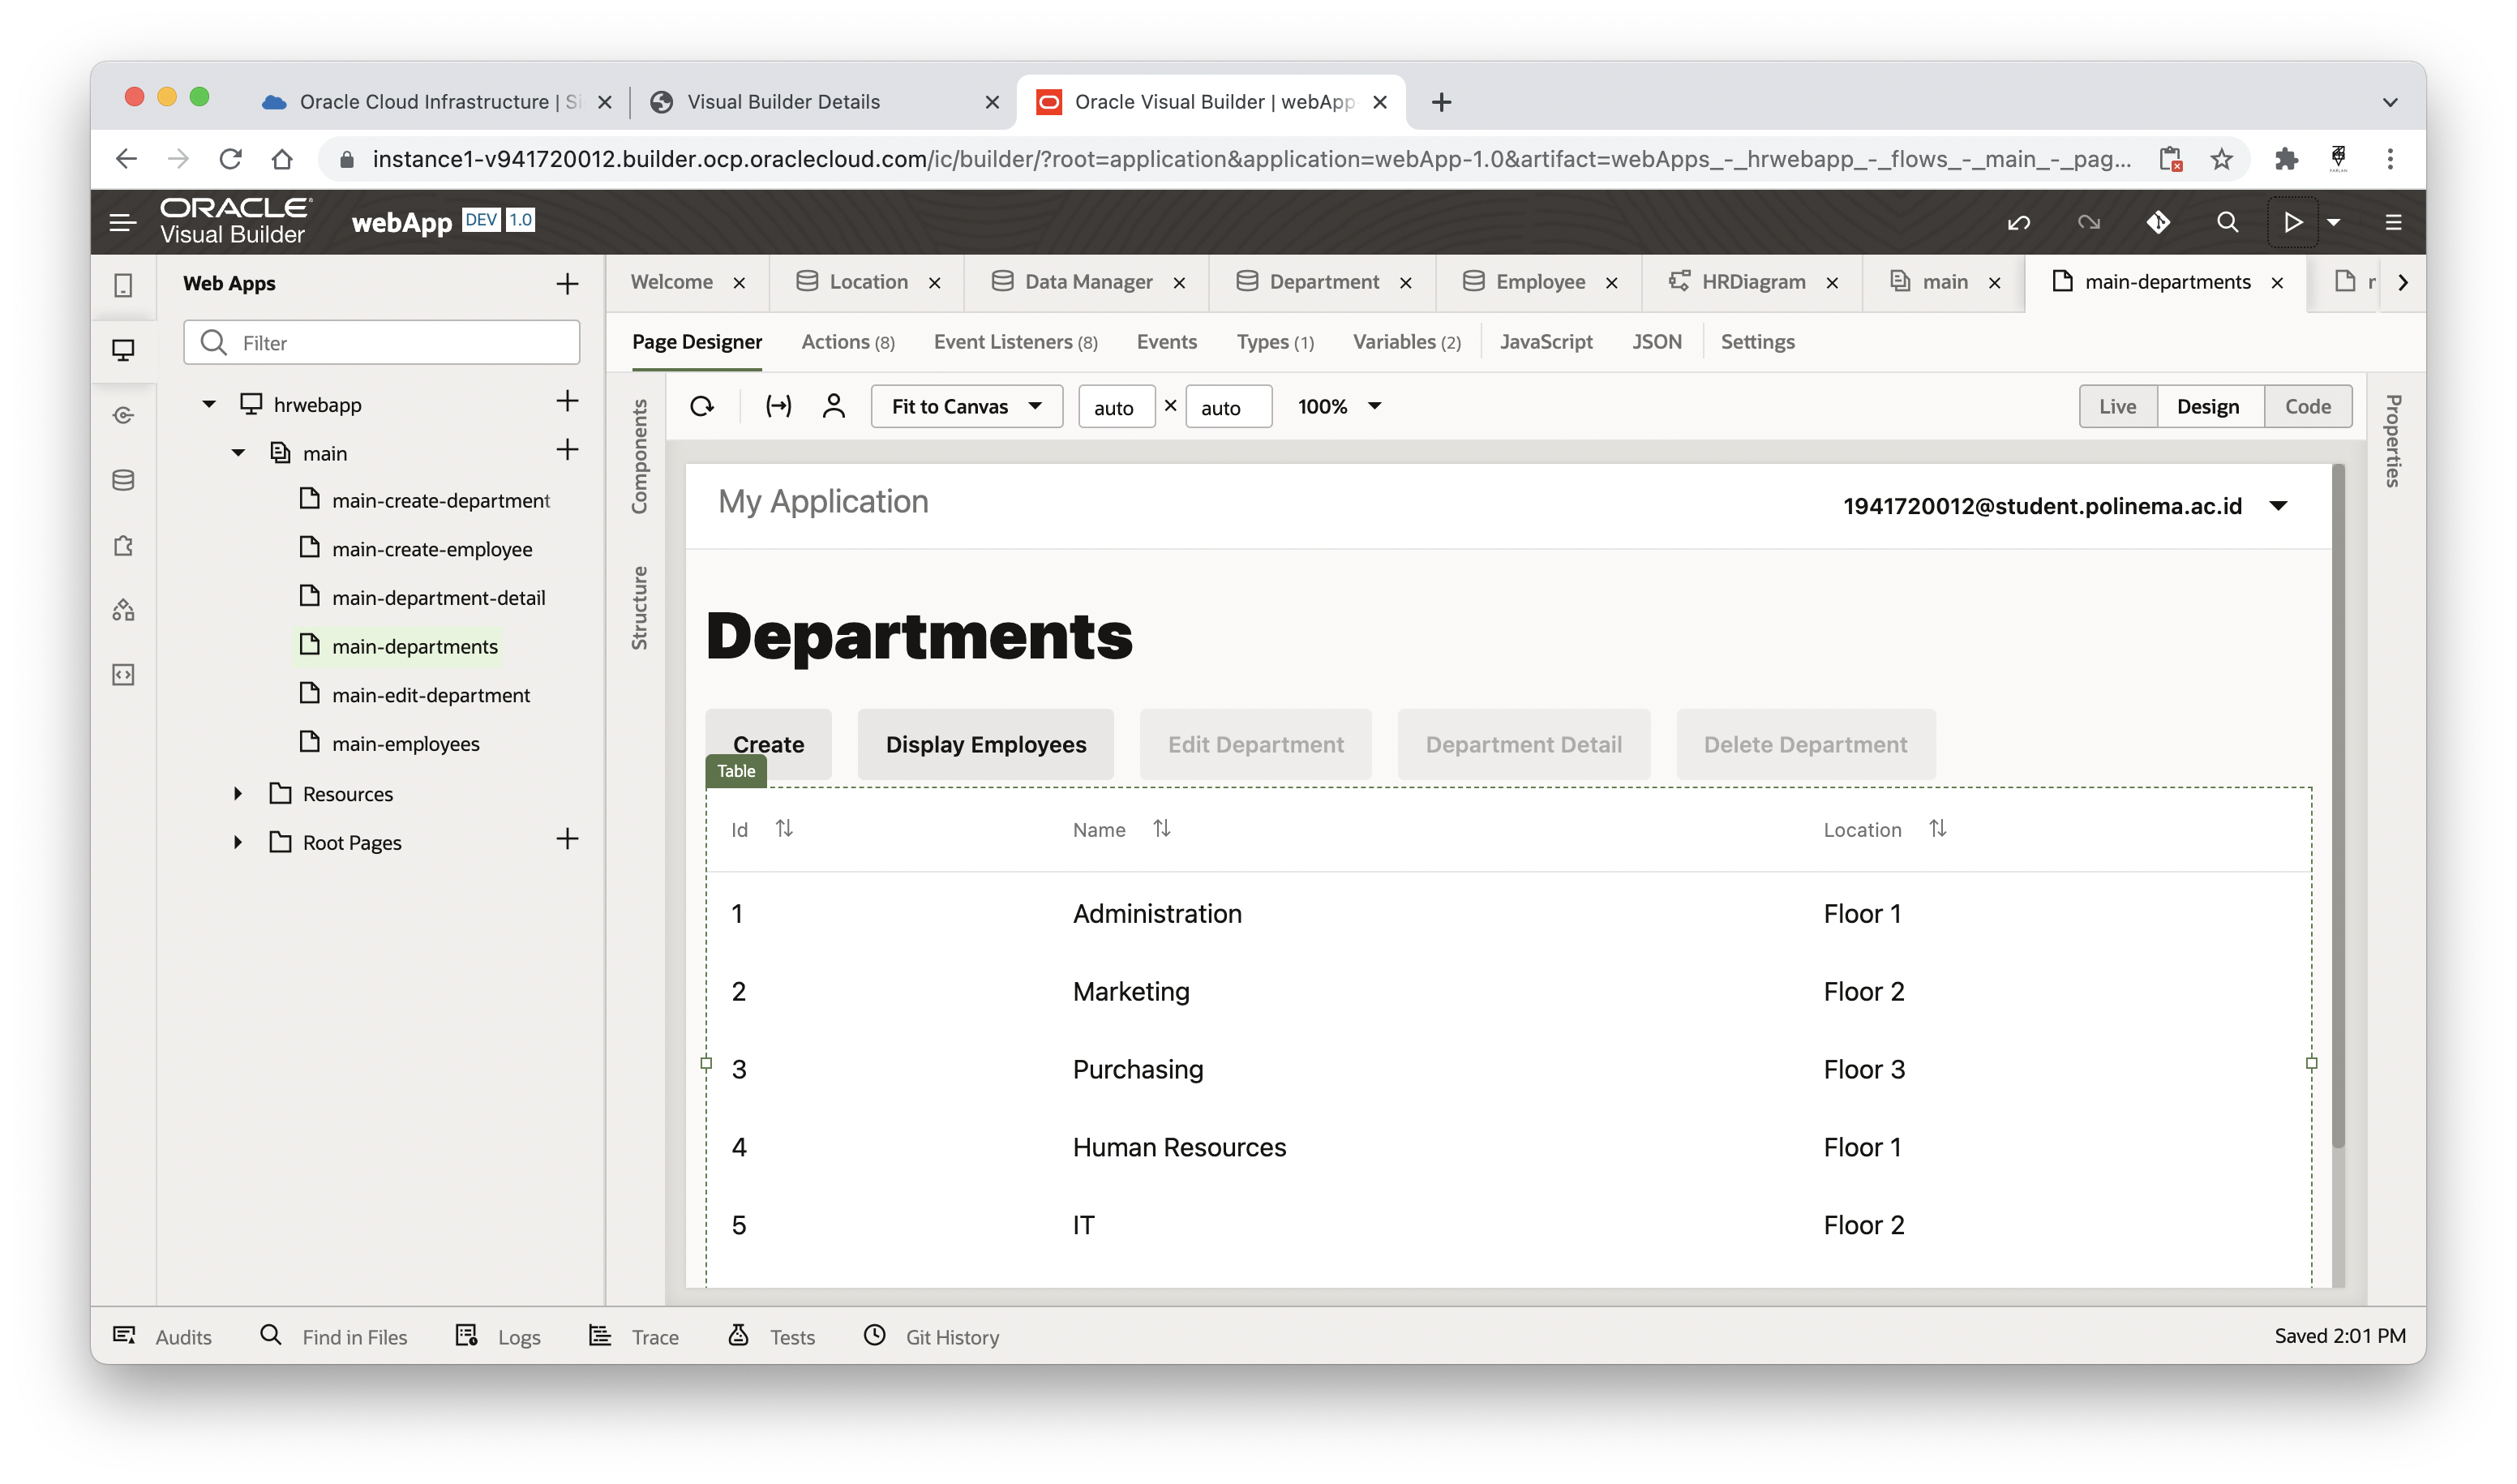 Oracle Cloud Infrastructure | Si
Visual Builder Details
Oracle Visual Builder | webApp
instance1-v941720012.builder.ocp.oraclecloud.com/ic/builder/?root=application&application=webApp-1.0&artifact=webApps_-_hrwebapp_-_flows_-_main_-_pag...
ORACLE
Visual Builder
webApp DEV 1.0
Web Apps
Filter
hrwebapp
main
main-create-department
main-create-employee
main-department-detail
main-departments
main-edit-department
main-employees
Resources
Root Pages
Welcome
Location
Data Manager
Department
Employee
HRDiagram
main
main-departments
Page Designer
Actions (8)
Event Listeners (8)
Events
Types (1)
Variables (2)
JavaScript
JSON
Settings
Components
Structure
Fit to Canvas
auto × auto
100%
Live
Design
Code
Properties
My Application
1941720012@student.polinema.ac.id
Departments
Create
Display Employees
Edit Department
Department Detail
Delete Department
Table
Id Name Location
1 Administration Floor 1
2 Marketing Floor 2
3 Purchasing Floor 3
4 Human Resources Floor 1
5 IT Floor 2
Audits
Find in Files
Logs
Trace
Tests
Git History
Saved 2:01 PM